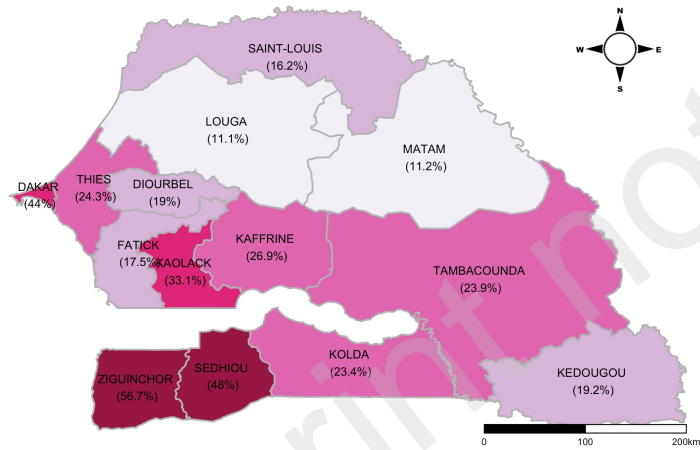 N
W E
S
SAINT-LOUIS
(16.2%)
LOUGA
(11.1%)
MATAM
(11.2%)
THIES
(24.3%)
DAKAR
(44%)
DIOURBEL
(19%)
FATICK
(17.5%)
KAOLACK
(33.1%)
KAFFRINE
(26.9%)
TAMBACOUNDA
(23.9%)
ZIGUINCHOR
(56.7%)
SEDHIOU
(48%)
KOLDA
(23.4%)
KEDOUGOU
(19.2%)
0 100 200km
rint not